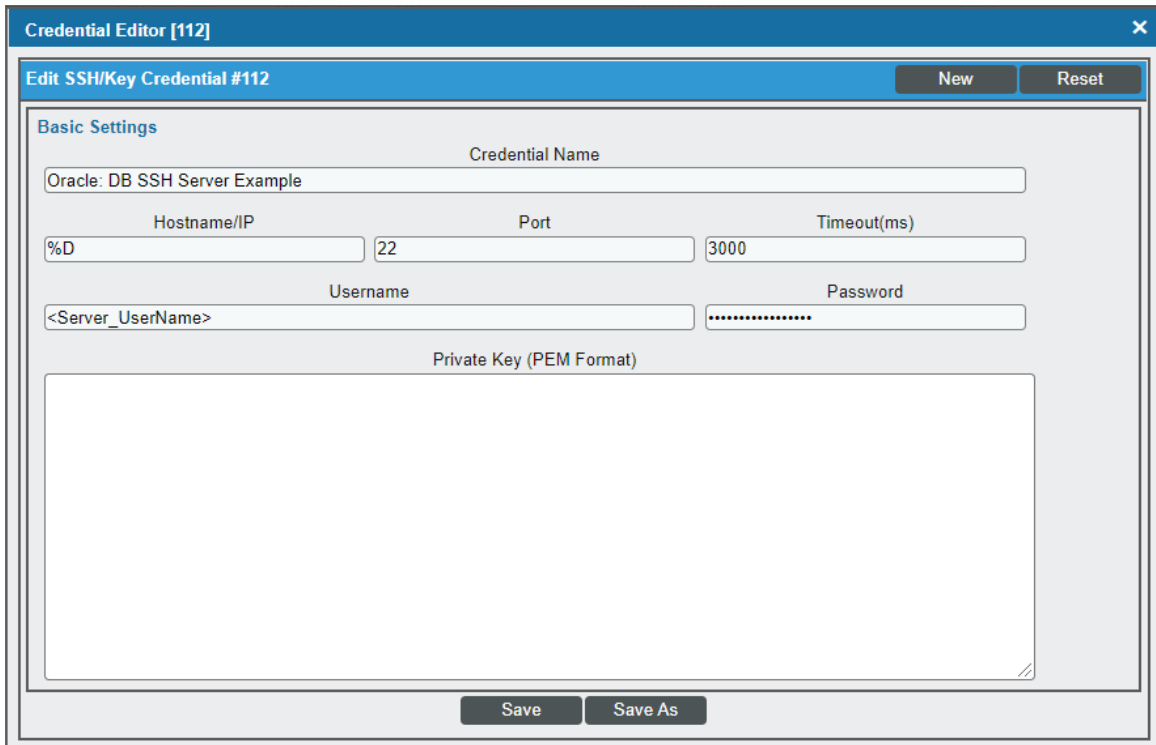 Credential Editor [112] ×
Edit SSH/Key Credential #112 New Reset
Basic Settings
Credential Name
Oracle: DB SSH Server Example
Hostname/IP Port Timeout(ms)
%D 22 3000
Username Password
<Server_UserName> •••••••••••••••••
Private Key (PEM Format)
Save Save As